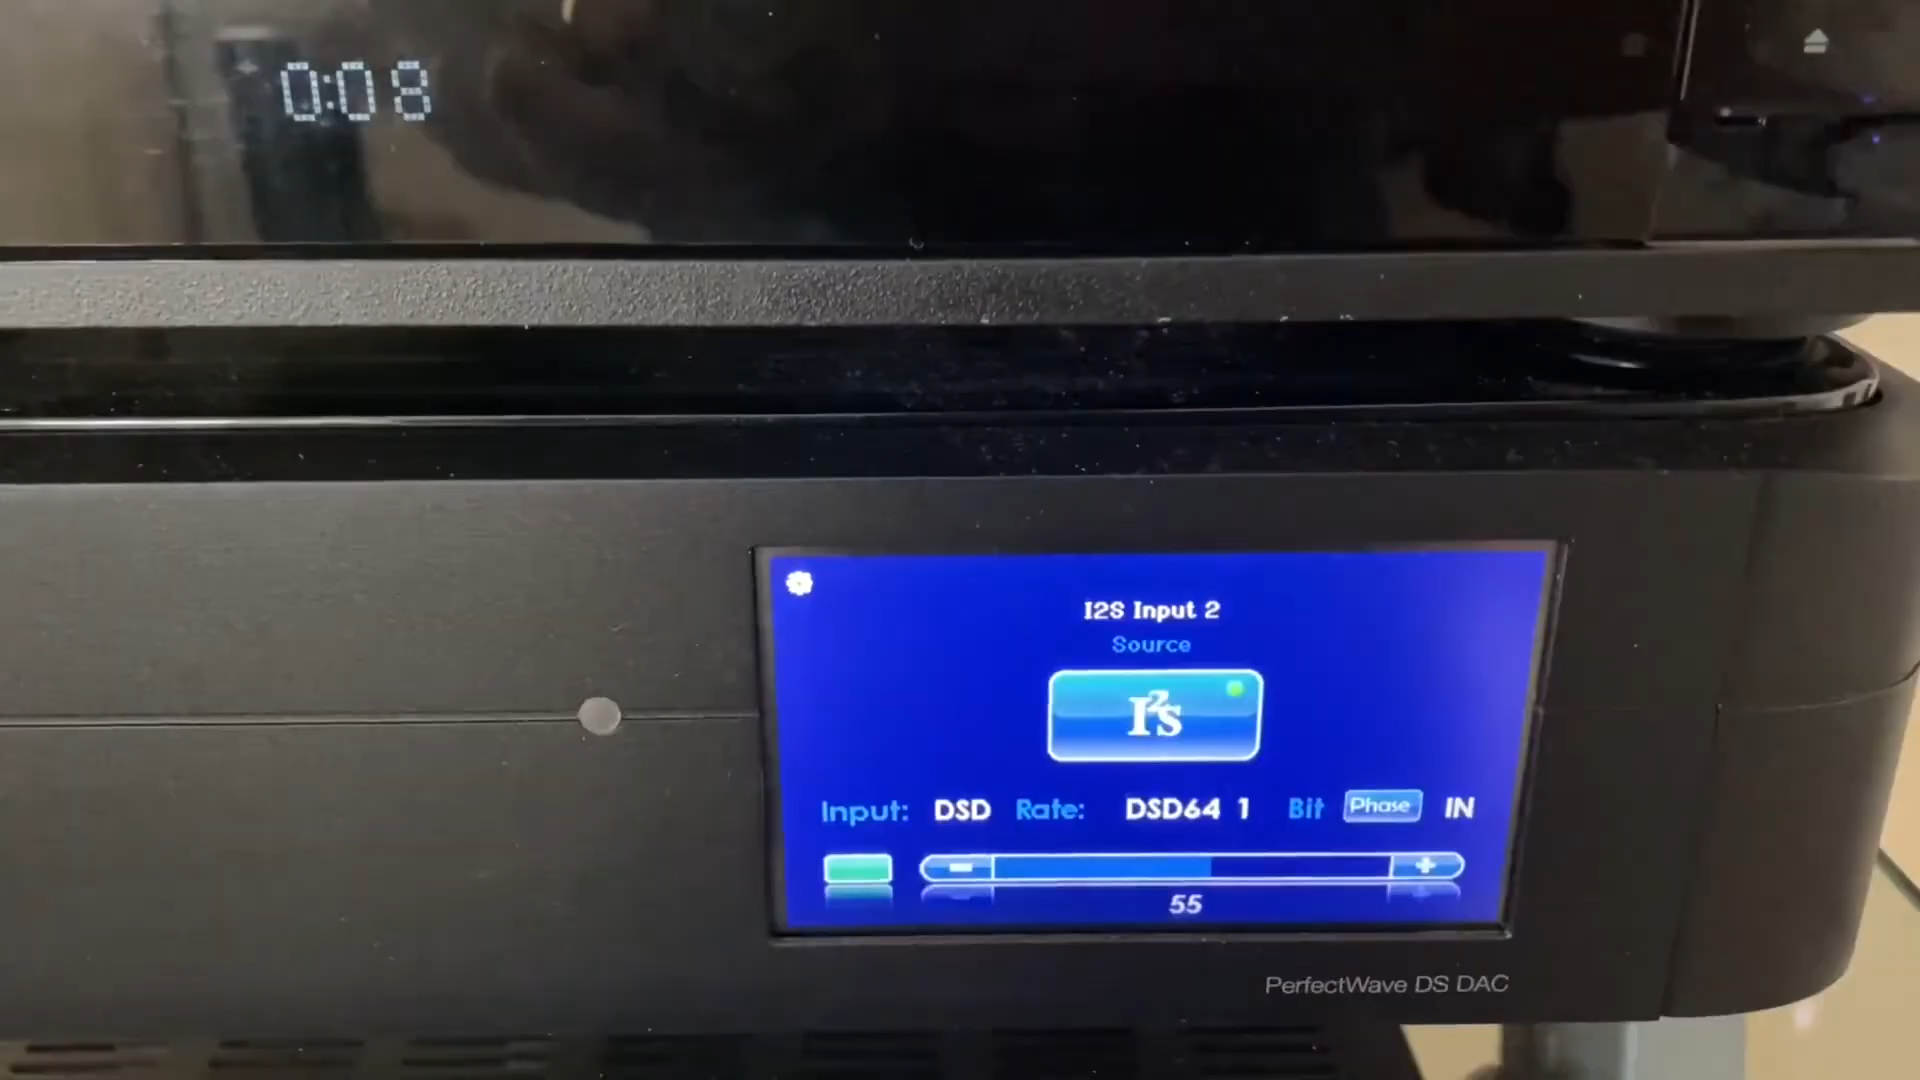 0:08
I2S Input 2
Source
I²S
Input: DSD Rate: DSD64 1 Bit Phase IN
55
PerfectWave DS DAC